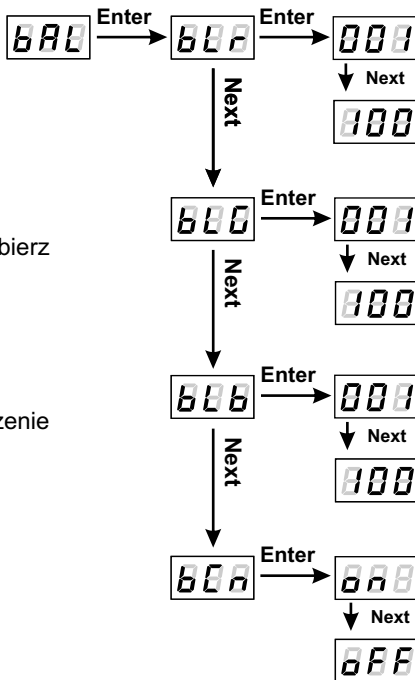 Enter Enter
bAL bLr 001
Next
Next
100
Enter
bLG 001
bierz
Next
Next
100
Enter
bLb 001
zenie
Next
Next
100
Enter
bCn on
Next
oFF